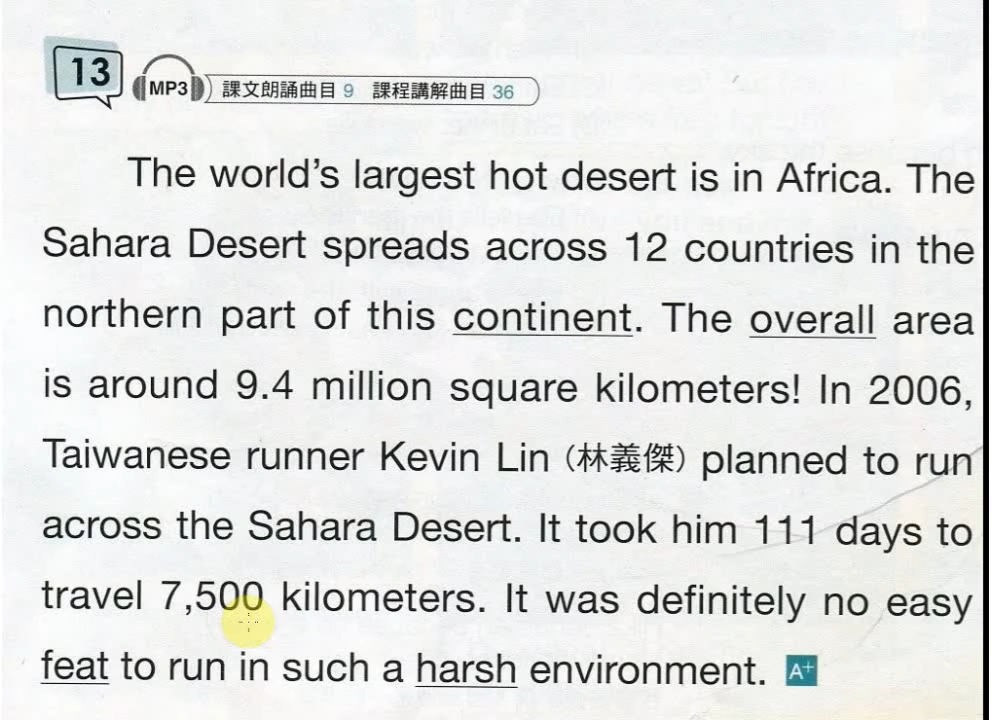 13
MP3 課文朗誦曲目 9 課程講解曲目 36
The world's largest hot desert is in Africa. The
Sahara Desert spreads across 12 countries in the
northern part of this continent. The overall area
is around 9.4 million square kilometers! In 2006,
Taiwanese runner Kevin Lin (林義傑) planned to run
across the Sahara Desert. It took him 111 days to
travel 7,500 kilometers. It was definitely no easy
feat to run in such a harsh environment. A+